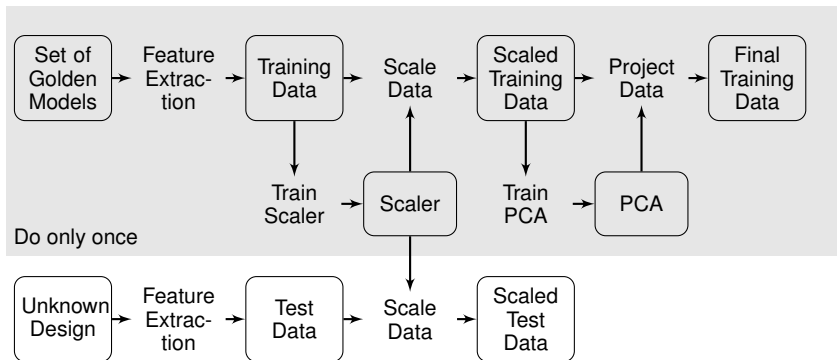 Set of
Golden
Models
Feature
Extrac-
tion
Training
Data
Scale
Data
Scaled
Training
Data
Project
Data
Final
Training
Data
Train
Scaler
Scaler
Train
PCA
PCA
Do only once
Unknown
Design
Feature
Extrac-
tion
Test
Data
Scale
Data
Scaled
Test
Data